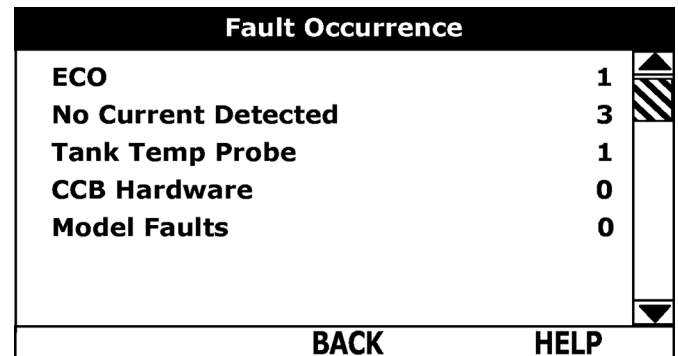 Fault Occurrence
ECO 1
No Current Detected 3
Tank Temp Probe 1
CCB Hardware 0
Model Faults 0
BACK HELP